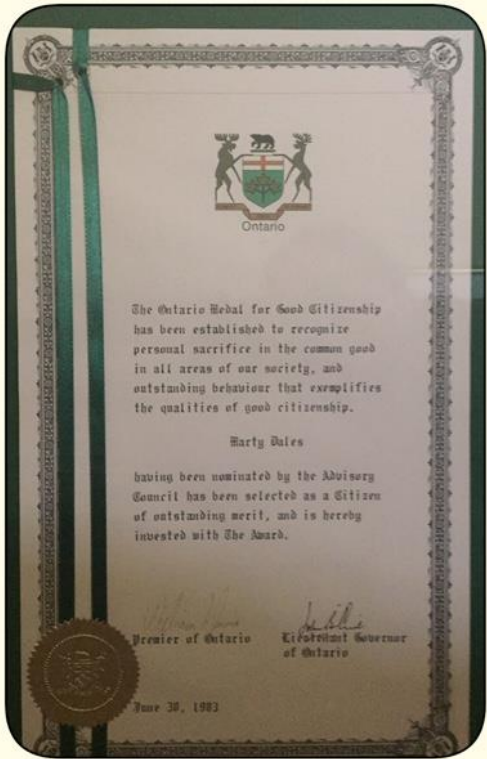 Ontario
The Ontario Medal for Good Citizenship
has been established to recognize
personal sacrifice in the common good
in all areas of our society, and
outstanding behaviour that exemplifies
the qualities of good citizenship.
Marty Dales
having been nominated by the Advisory
Council has been selected as a Citizen
of outstanding merit, and is hereby
invested with The Award.
Premier of Ontario
Lieutenant Governor
of Ontario
June 30, 1983